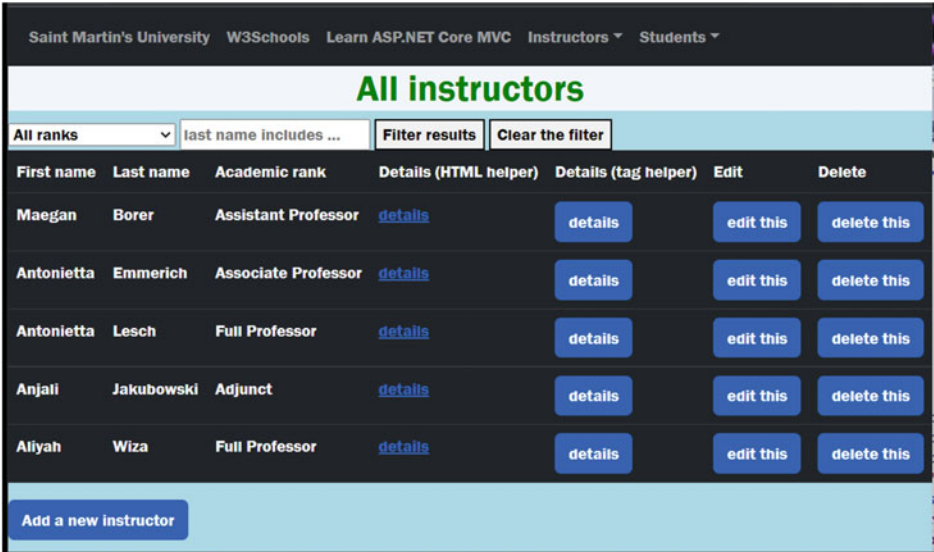 Saint Martin's University W3Schools Learn ASP.NET Core MVC Instructors Students
All instructors
All ranks last name includes ... Filter results Clear the filter
First name Last name Academic rank Details (HTML helper) Details (tag helper) Edit Delete
Maegan Borer Assistant Professor details details edit this delete this
Antonietta Emmerich Associate Professor details details edit this delete this
Antonietta Lesch Full Professor details details edit this delete this
Anjali Jakubowski Adjunct details details edit this delete this
Aliyah Wiza Full Professor details details edit this delete this
Add a new instructor